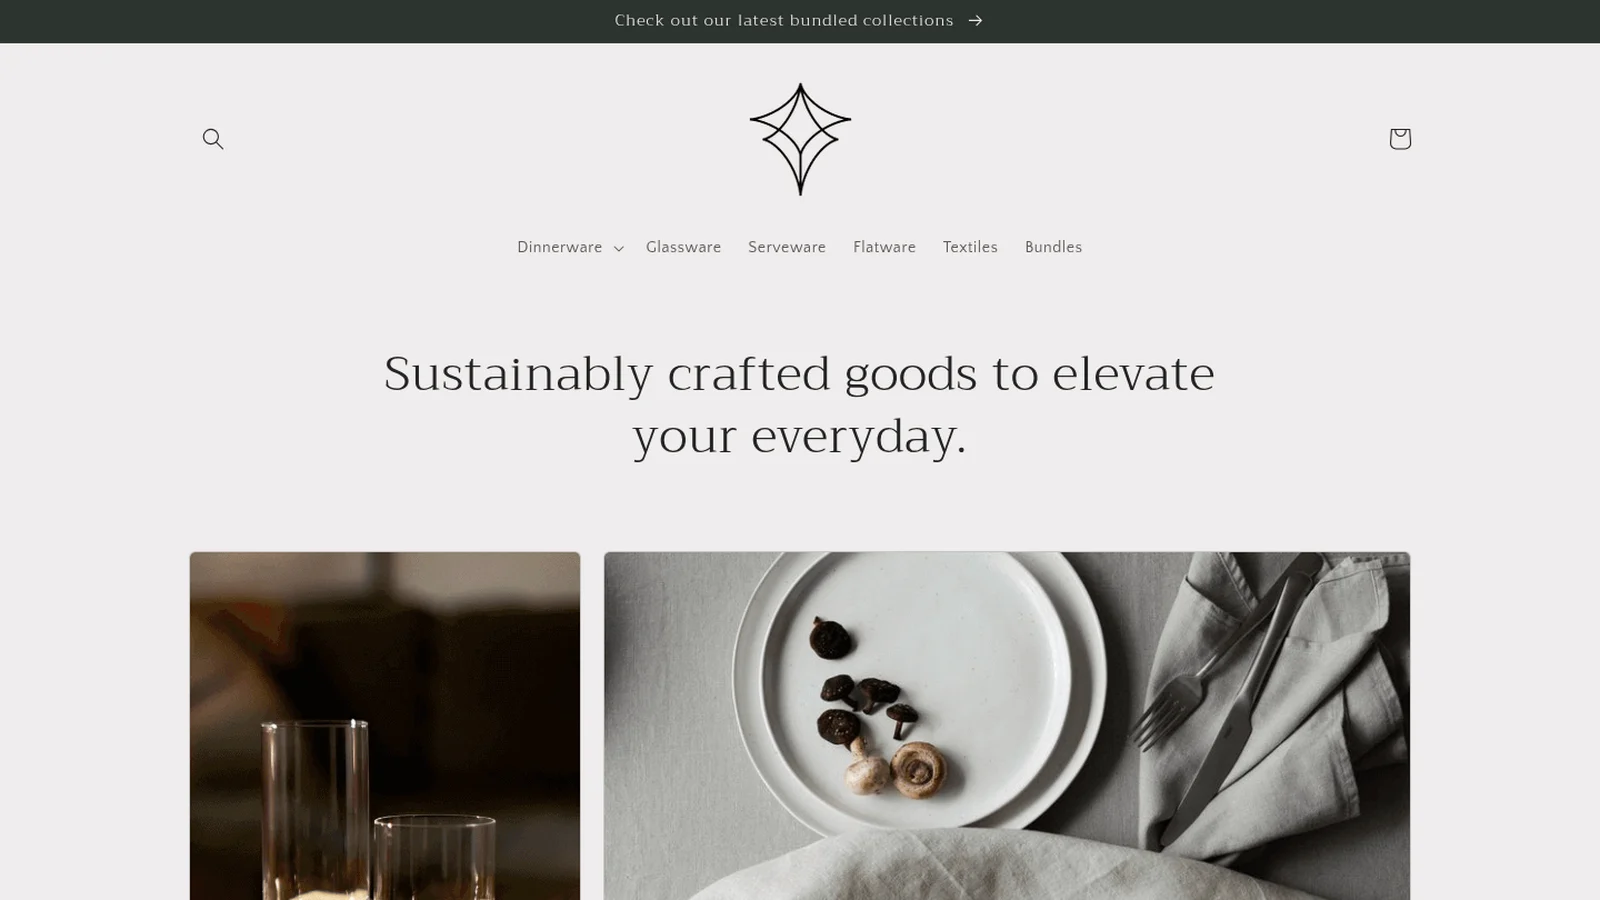 Check out our latest bundled collections
Dinnerware Glassware Serveware Flatware Textiles Bundles
Sustainably crafted goods to elevate
your everyday.